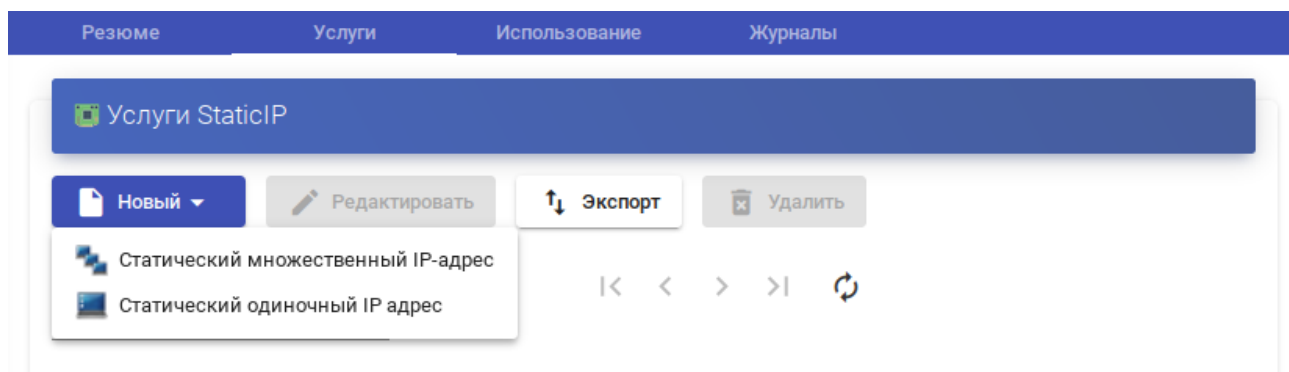 Резюме Услуги Использование Журналы
Услуги StaticIP
Новый Редактировать Экспорт Удалить
Статический множественный IP-адрес
Статический одиночный IP адрес